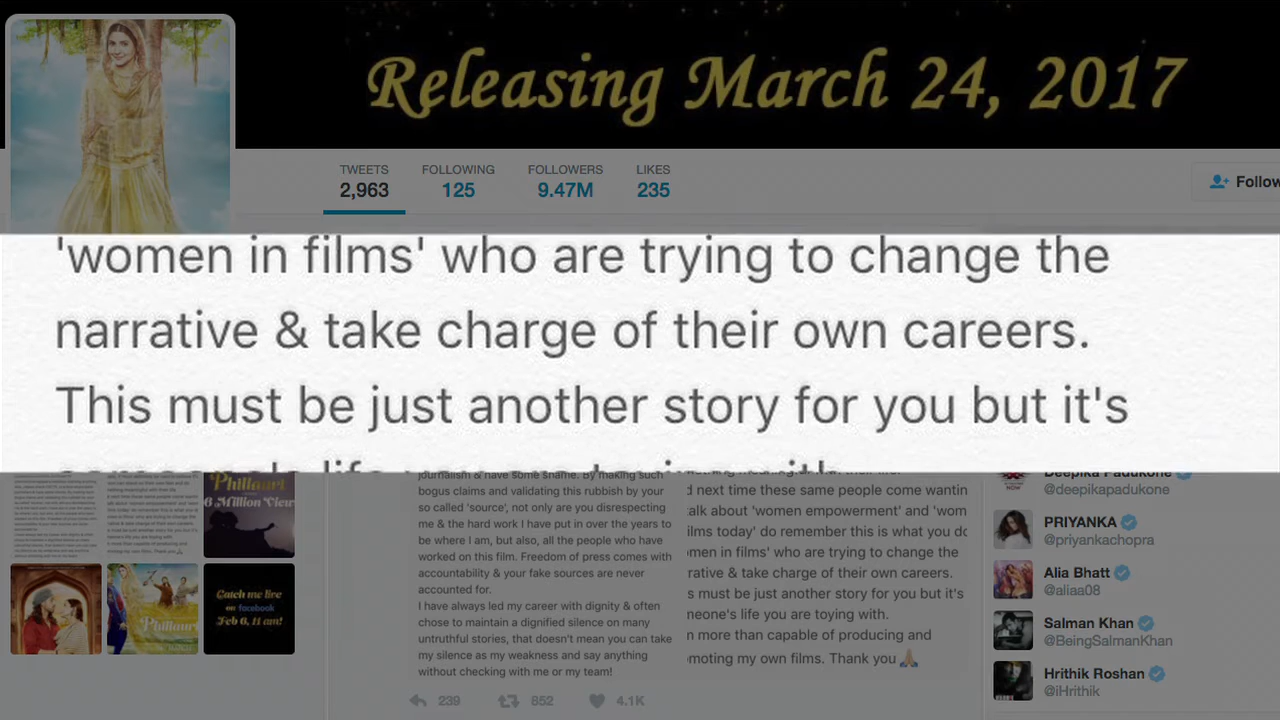 Releasing March 24, 2017
TWEETS
2,963
FOLLOWING
125
FOLLOWERS
9.47M
LIKES
235
Follow
'women in films' who are trying to change the
narrative & take charge of their own careers.
This must be just another story for you but it's
Phillauri
6 Million View
Phillauri
Catch me live
on facebook
Feb 6, 11 am!
journalism & have some shame. By making such
bogus claims and validating this rubbish by your
so called 'source', not only are you disrespecting
me & the hard work I have put in over the years to
be where I am, but also, all the people who have
worked on this film. Freedom of press comes with
accountability & your fake sources are never
accounted for.
I have always led my career with dignity & often
chose to maintain a dignified silence on many
untruthful stories, that doesn't mean you can take
my silence as my weakness and say anything
without checking with me or my team!
d next time these same people come wantin
alk about 'women empowerment' and 'wom
ilms today' do remember this is what you do
men in films' who are trying to change the
rative & take charge of their own careers.
s must be just another story for you but it's
neone's life you are toying with.
n more than capable of producing and
moting my own films. Thank you
239
852
4.1K
Deepika Padukone
@deepikapadukone
PRIYANKA
@priyankachopra
Alia Bhatt
@aliaa08
Salman Khan
@BeingSalmanKhan
Hrithik Roshan
@iHrithik